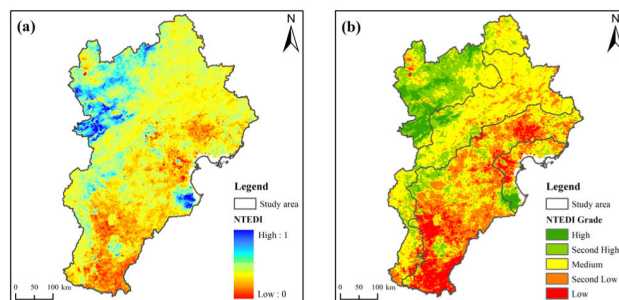 (a)
N
Legend
Study area
NTEDI
High : 1
Low : 0
0 50 100 km
(b)
N
Legend
Study area
NTEDI Grade
High
Second High
Medium
Second Low
Low
0 50 100 km